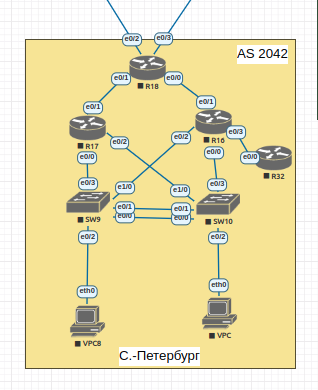 e0/2 e0/3
AS 2042
R18
e0/1 e0/0
e0/1 e0/1
R17 R16
e0/2 e0/2 e0/3
e0/0 e0/0 e0/0
R32
e0/3 e1/0 e1/0 e0/3
e0/1 e0/1
e0/0 e0/0
SW9 SW10
e0/2 e0/2
eth0 eth0
VPC8 VPC
С.-Петербург